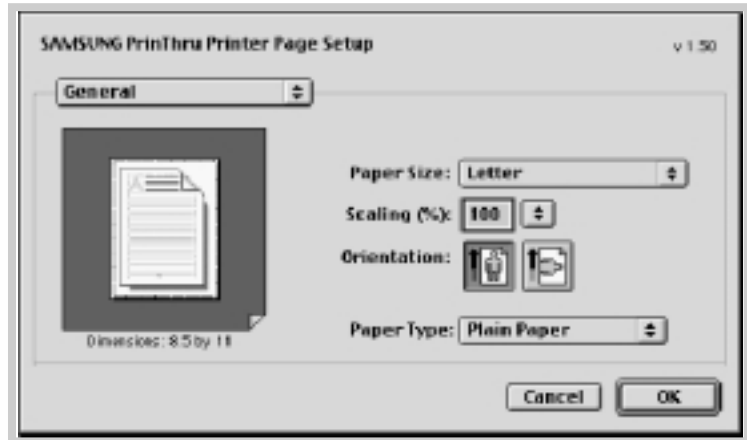 SAMSUNG PrinThru Printer Page Setup
v 1.50
General
Paper Size: Letter
Scaling (%): 100
Orientation:
Dimensions: 8.5 by 11
Paper Type: Plain Paper
Cancel OK